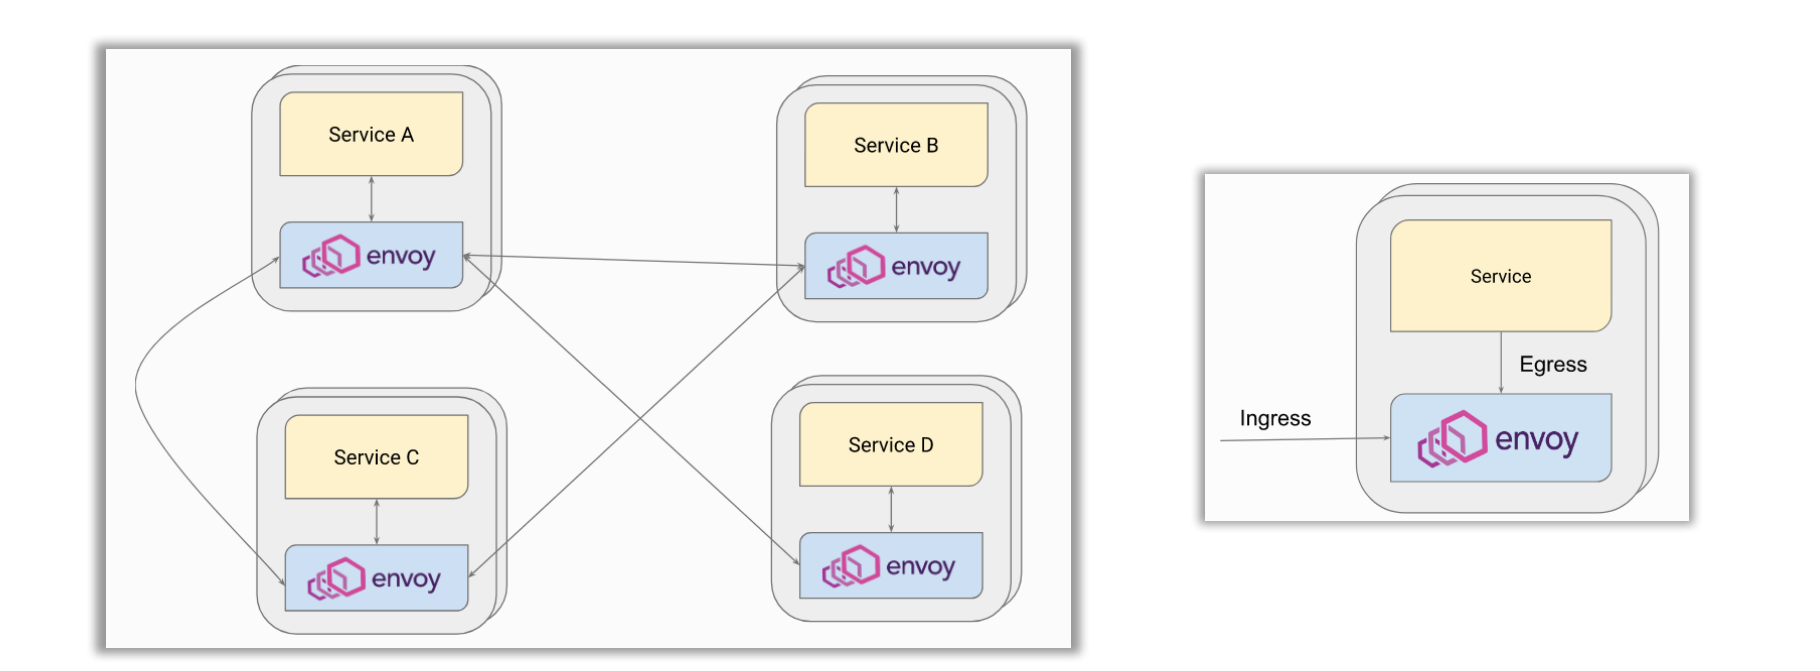 Service A
envoy
Service B
envoy
Service C
envoy
Service D
envoy
Service
Egress
Ingress
envoy